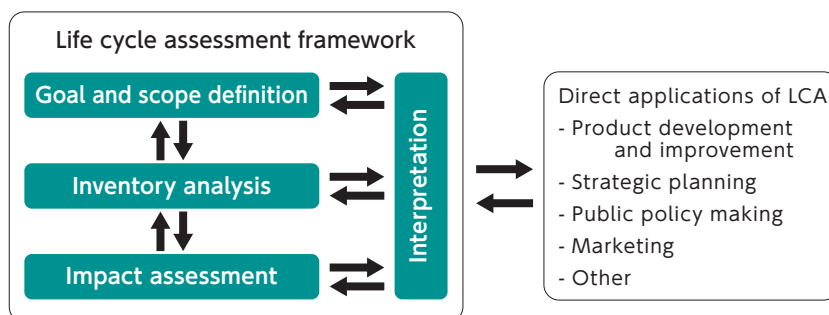 Life cycle assessment framework
Goal and scope definition
Inventory analysis
Impact assessment
Interpretation
Direct applications of LCA
- Product development
and improvement
- Strategic planning
- Public policy making
- Marketing
- Other